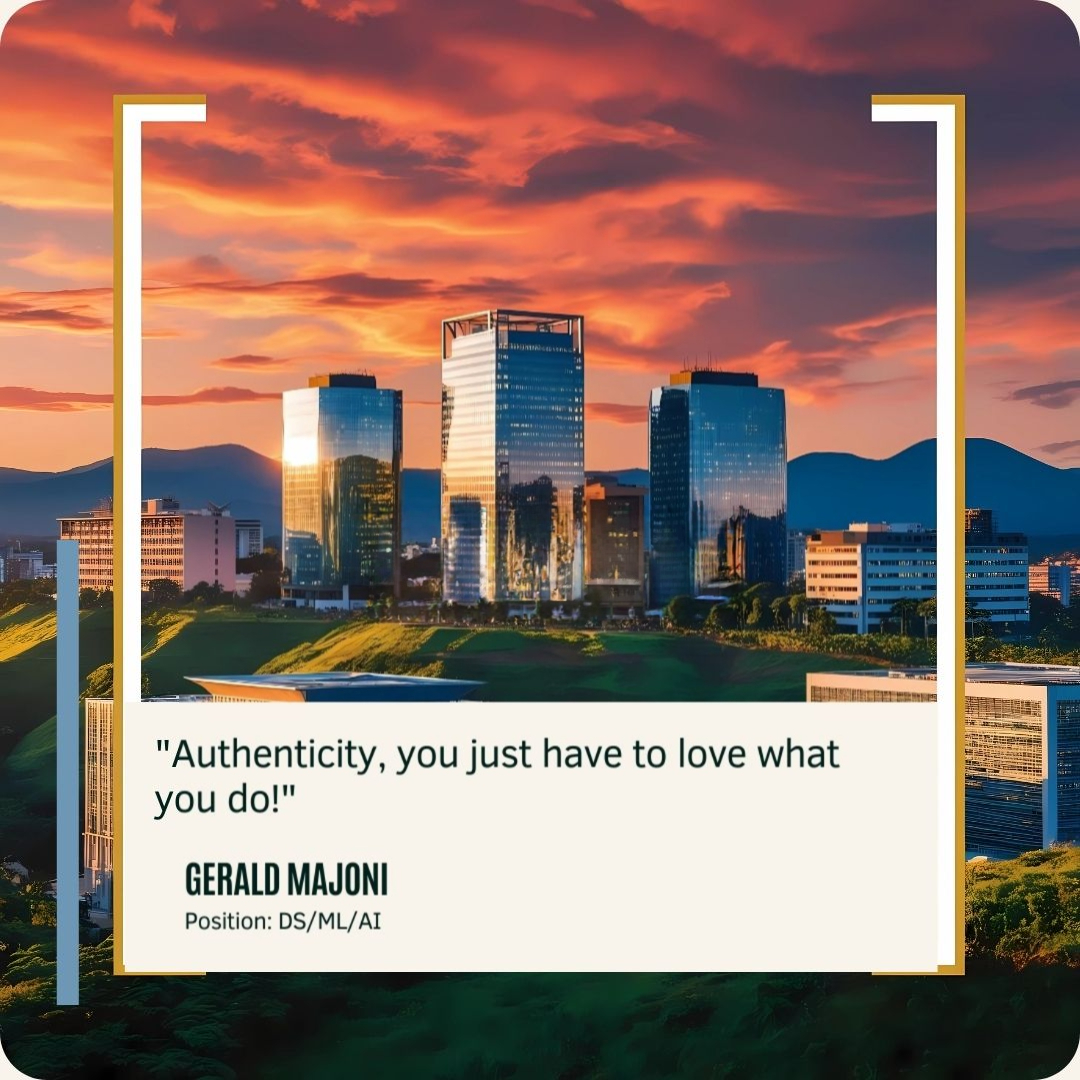 "Authenticity, you just have to love what
you do!"
GERALD MAJONI
Position: DS/ML/AI